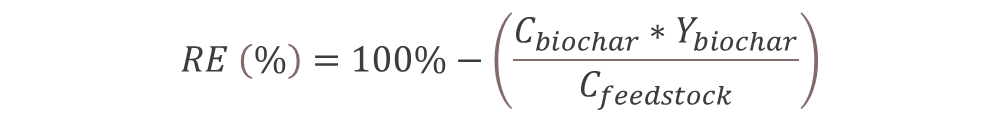 RE (%) = 100% − (C_biochar * Y_biochar / C_feedstock)